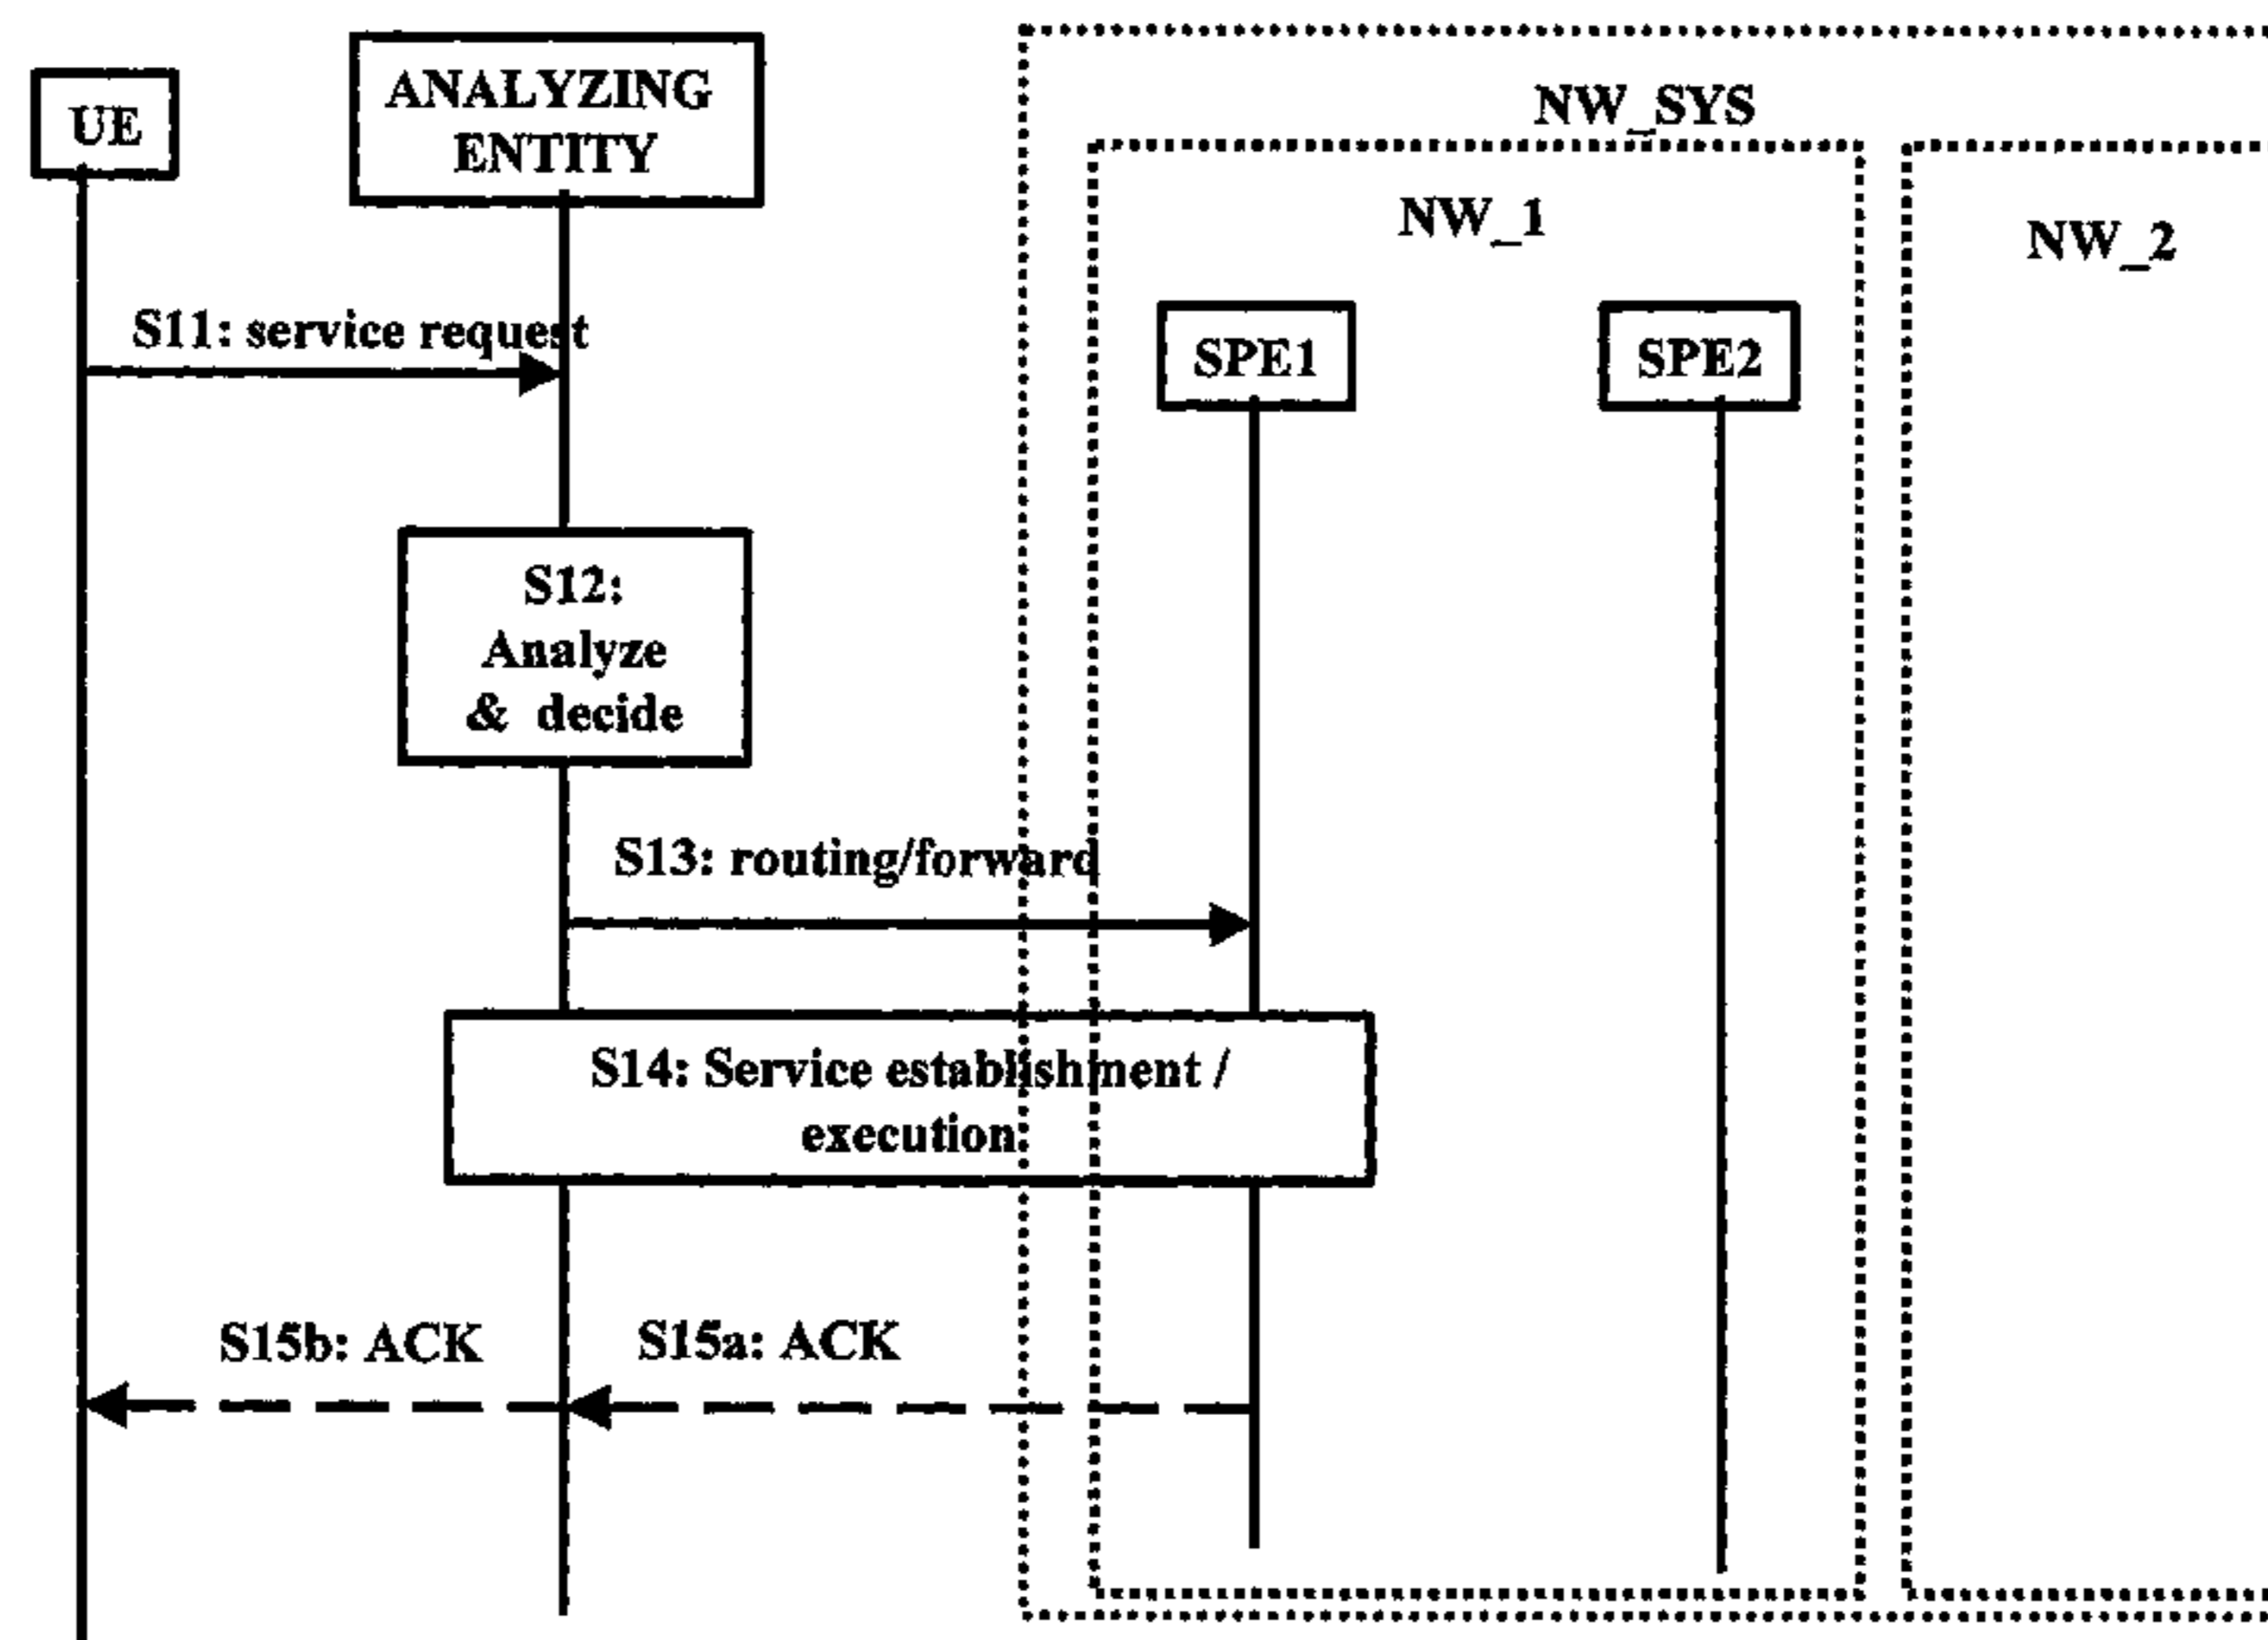 UE
ANALYZING
ENTITY
NW_SYS
NW_1
NW_2
S11: service request
SPE1
SPE2
S12:
Analyze
& decide
S13: routing/forward
S14: Service establishment /
execution
S15b: ACK
S15a: ACK